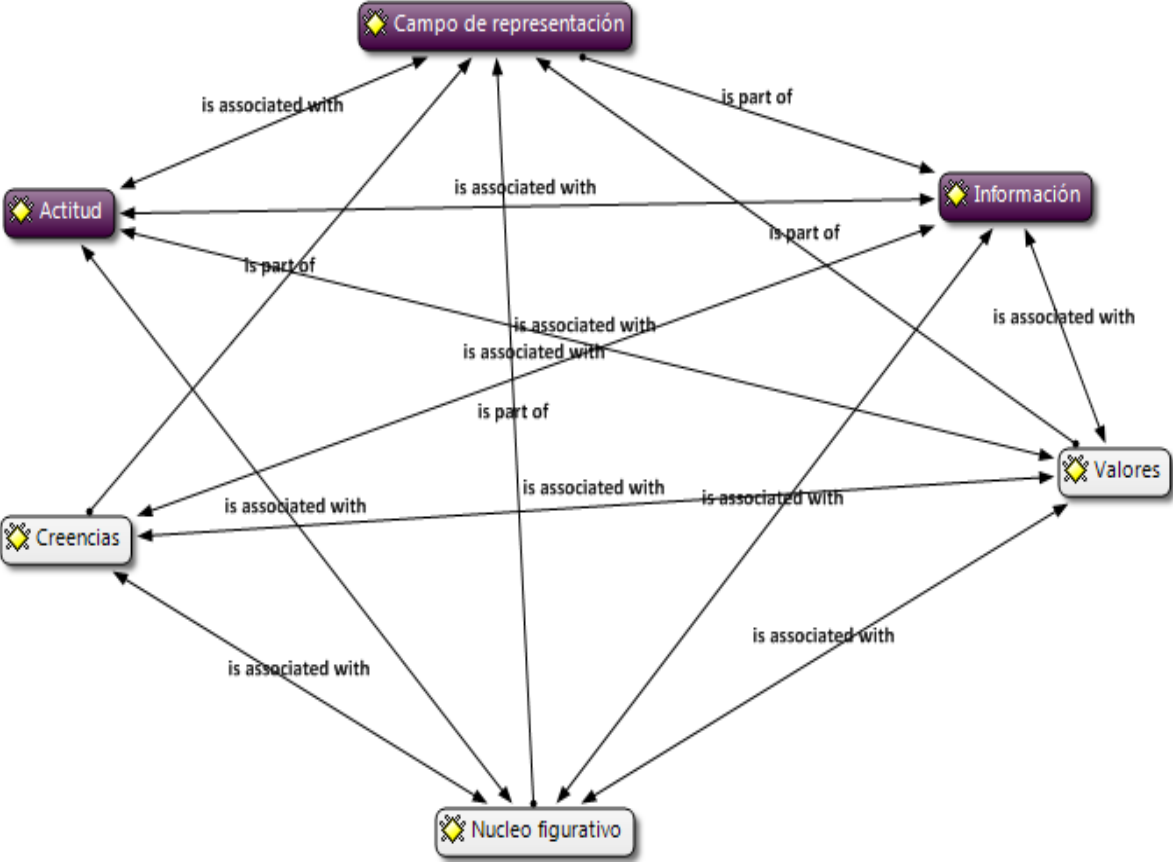 Campo de representación
is part of
is associated with
is associated with
Información
Actitud
is part of
is part of
is associated with
is associated with
is associated with
is part of
Valores
is associated with
is associated with
is associated with
Creencias
is associated with
is associated with
Nucleo figurativo